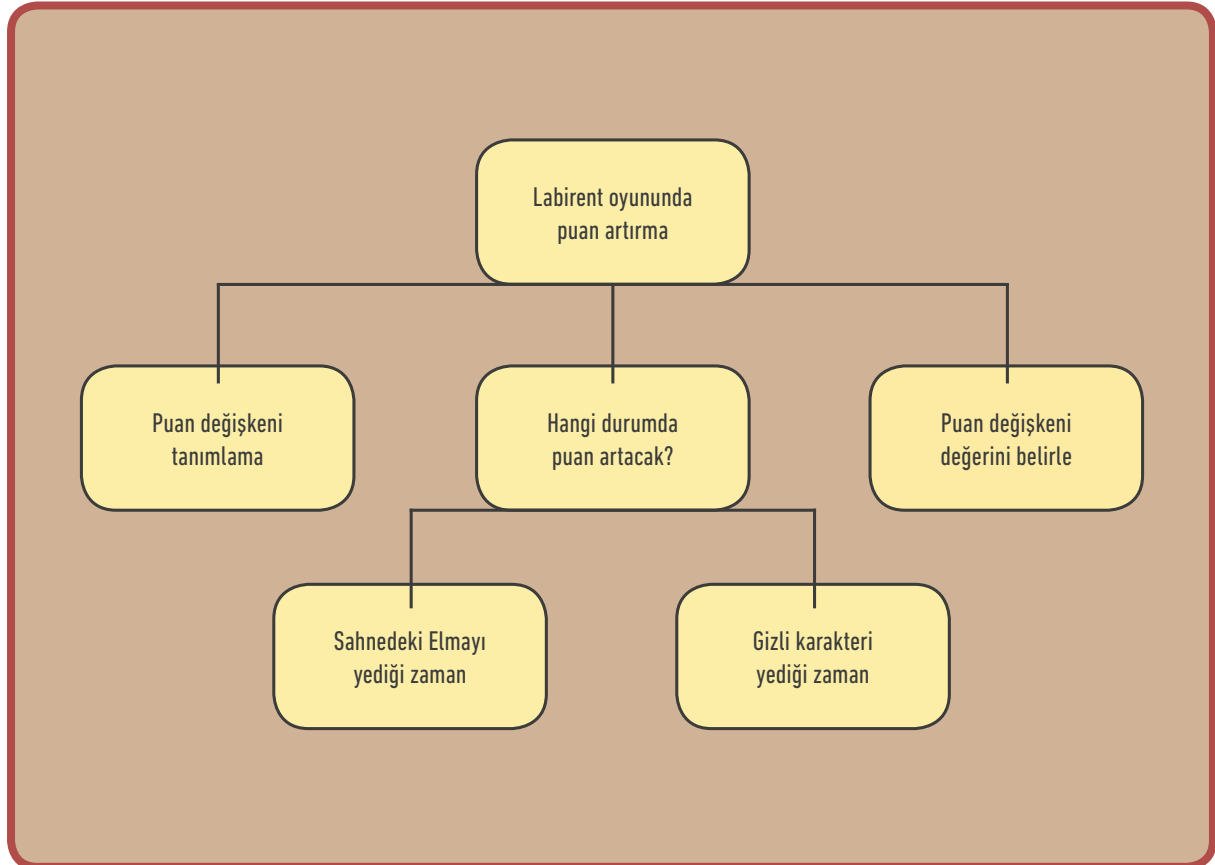 Labirent oyununda
puan artırma
Puan değişkeni
tanımlama
Hangi durumda
puan artacak?
Puan değişkeni
değerini belirle
Sahnedeki Elmayı
yediği zaman
Gizli karakteri
yediği zaman